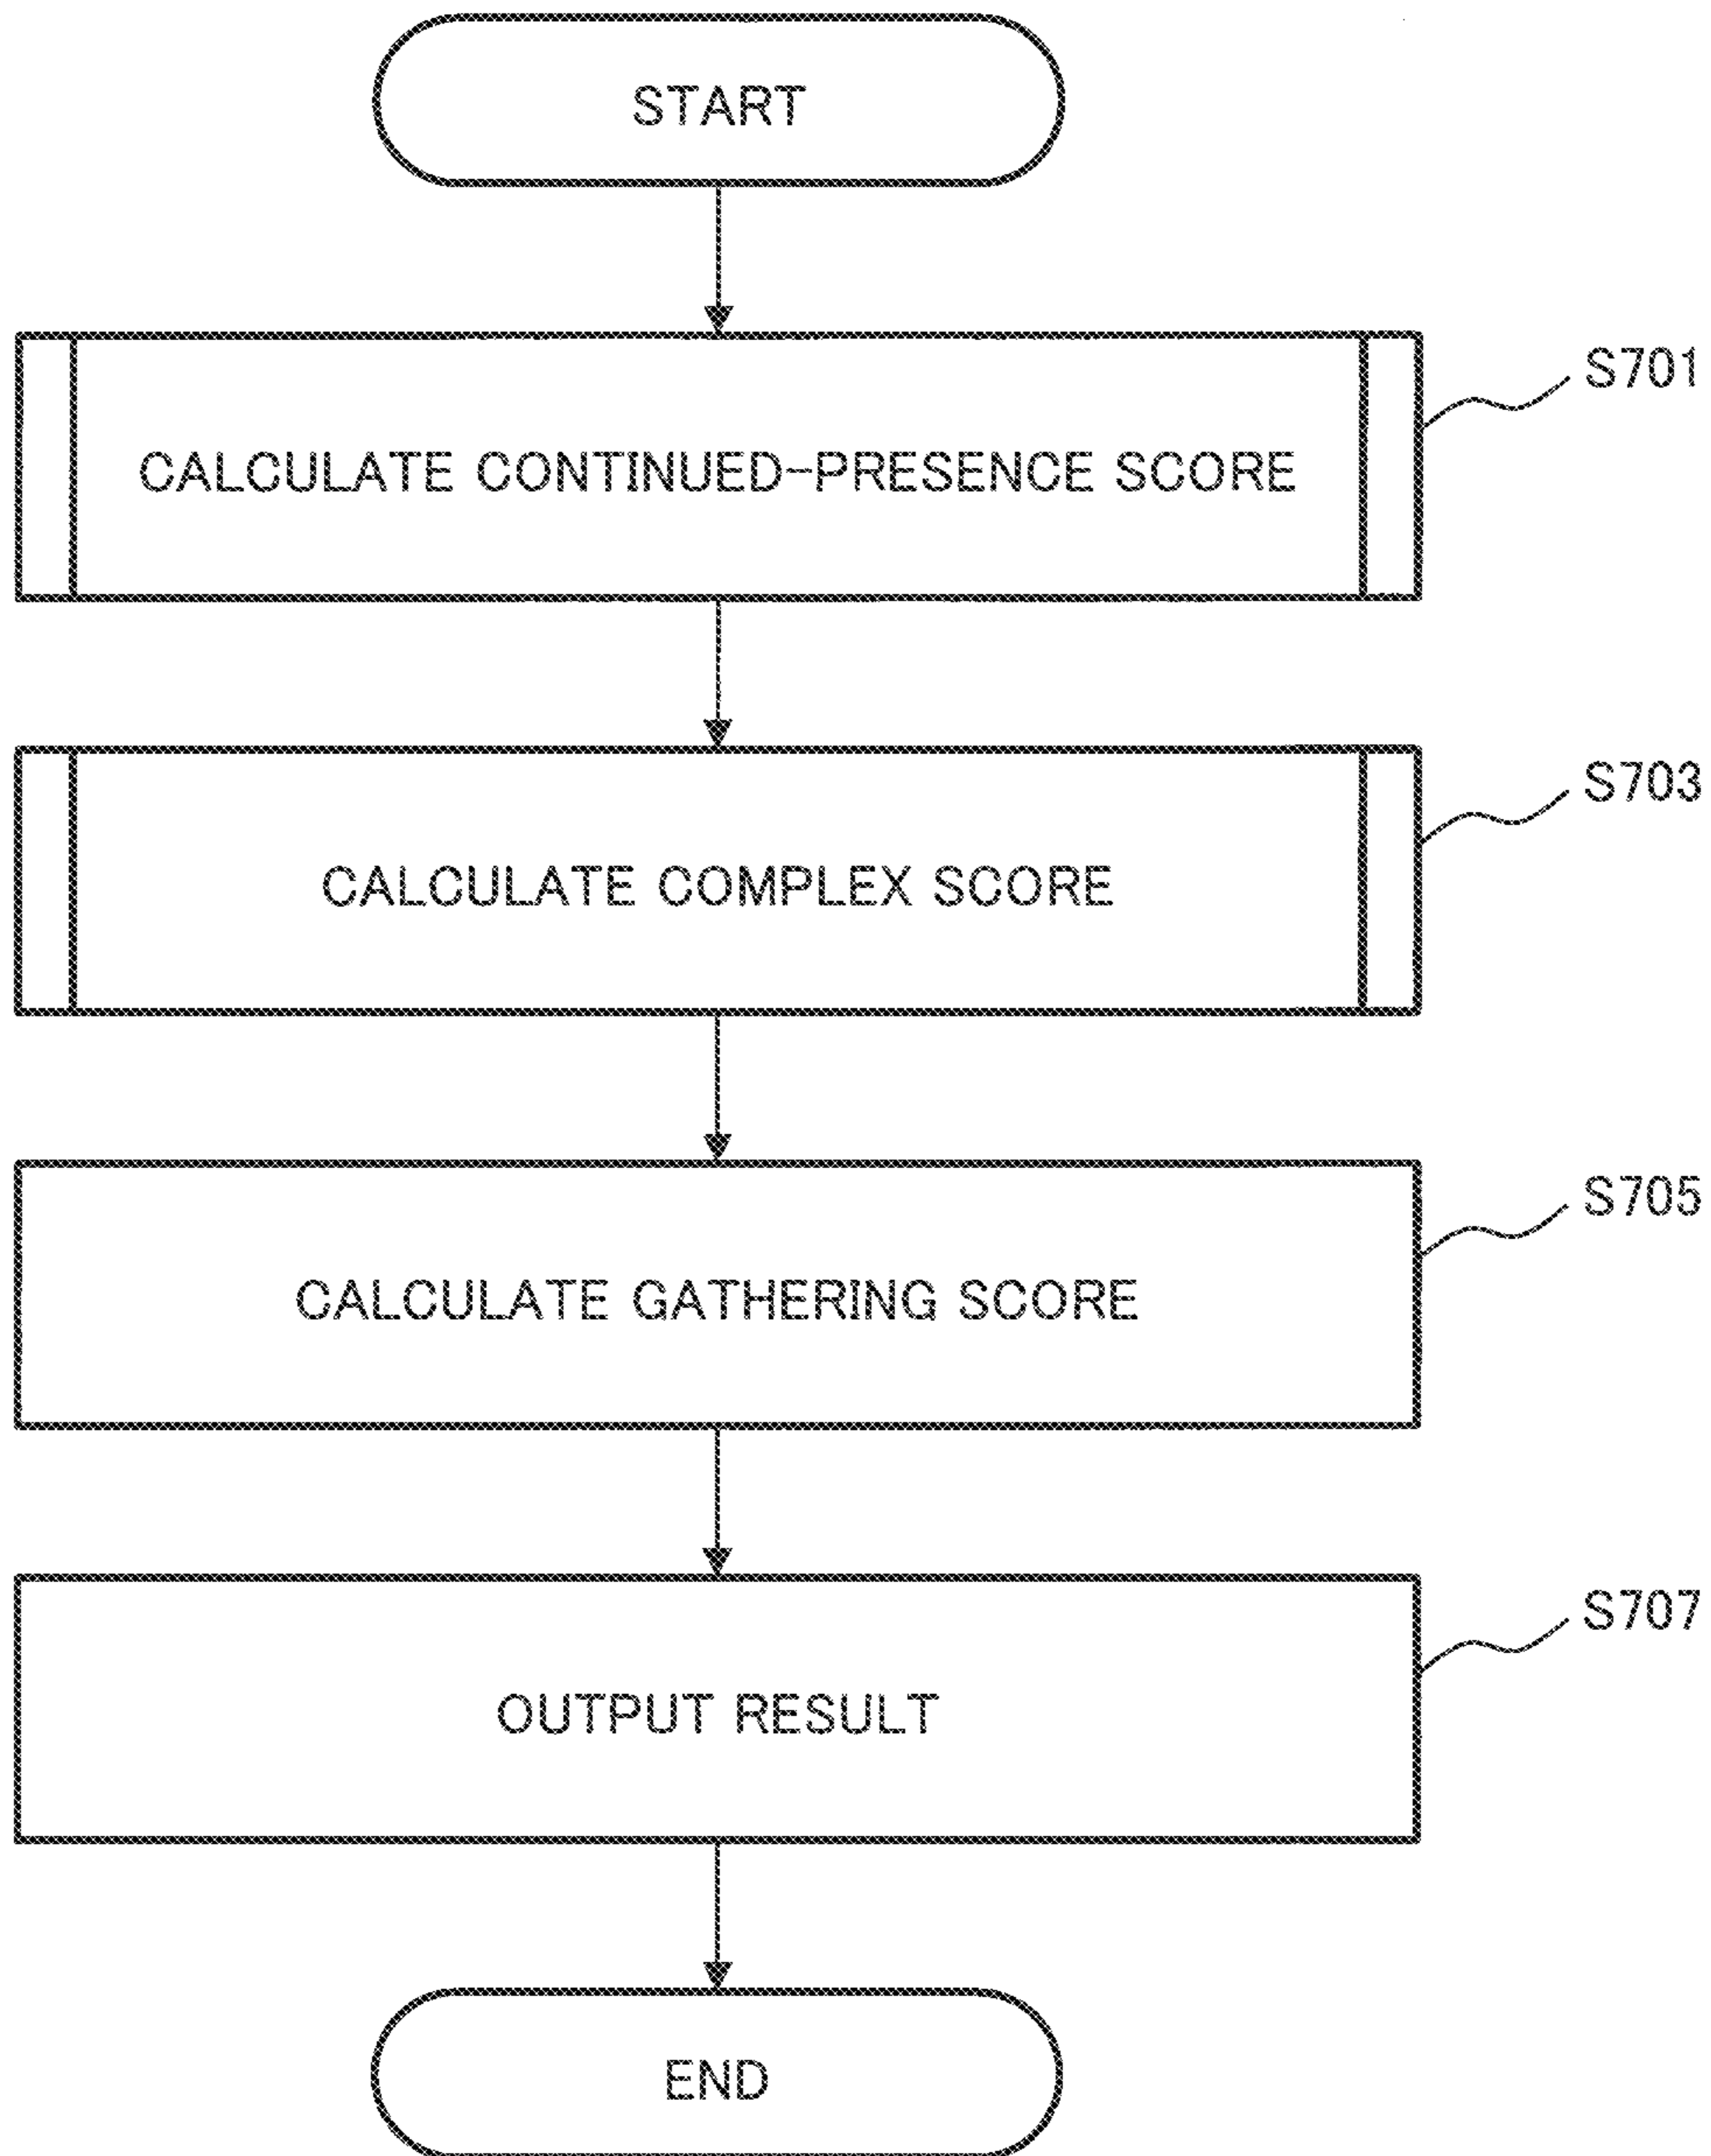 START
S701
CALCULATE CONTINUED-PRESENCE SCORE
S703
CALCULATE COMPLEX SCORE
S705
CALCULATE GATHERING SCORE
S707
OUTPUT RESULT
END